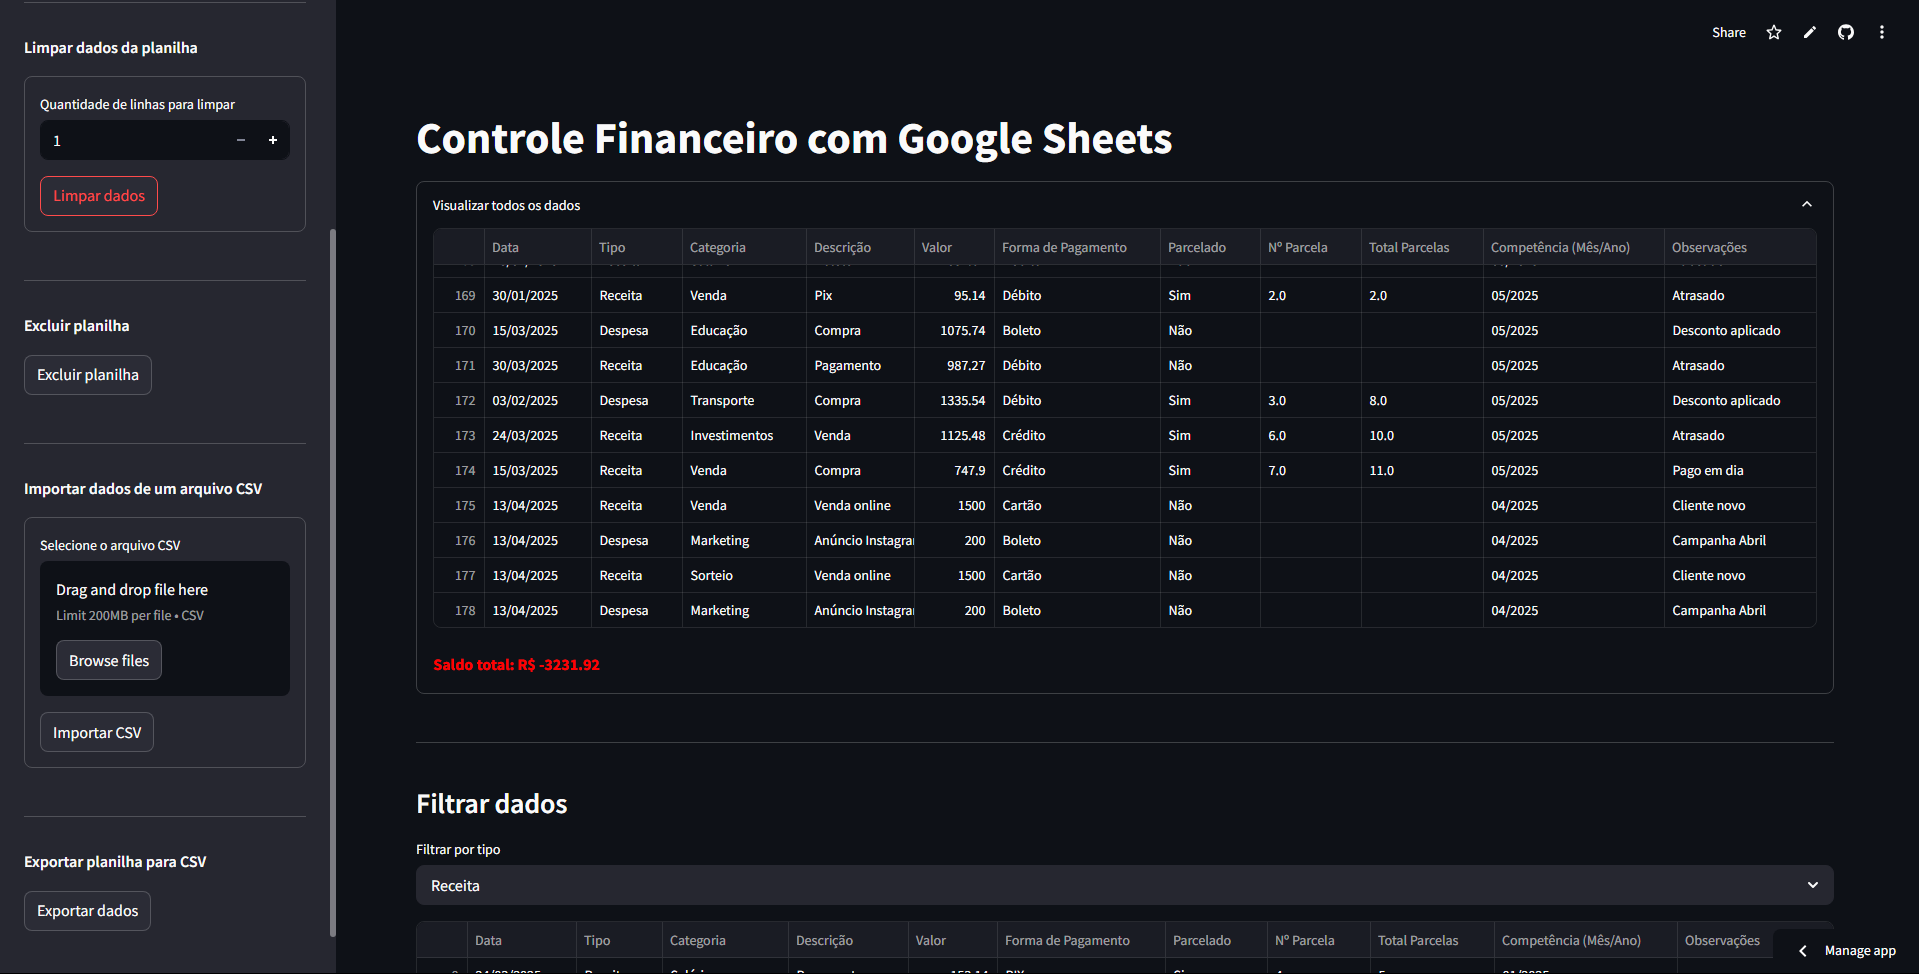 Limpar dados da planilha
Quantidade de linhas para limpar
1
Limpar dados
Excluir planilha
Excluir planilha
Importar dados de um arquivo CSV
Selecione o arquivo CSV
Drag and drop file here
Limit 200MB per file • CSV
Browse files
Importar CSV
Exportar planilha para CSV
Exportar dados
Share
Controle Financeiro com Google Sheets
Visualizar todos os dados
Data Tipo Categoria Descrição Valor Forma de Pagamento Parcelado Nº Parcela Total Parcelas Competência (Mês/Ano) Observações
169 30/01/2025 Receita Venda Pix 95.14 Débito Sim 2.0 2.0 05/2025 Atrasado
170 15/03/2025 Despesa Educação Compra 1075.74 Boleto Não 05/2025 Desconto aplicado
171 30/03/2025 Receita Educação Pagamento 987.27 Débito Não 05/2025 Atrasado
172 03/02/2025 Despesa Transporte Compra 1335.54 Débito Sim 3.0 8.0 05/2025 Desconto aplicado
173 24/03/2025 Receita Investimentos Venda 1125.48 Crédito Sim 6.0 10.0 05/2025 Atrasado
174 15/03/2025 Receita Venda Compra 747.9 Crédito Sim 7.0 11.0 05/2025 Pago em dia
175 13/04/2025 Receita Venda Venda online 1500 Cartão Não 04/2025 Cliente novo
176 13/04/2025 Despesa Marketing Anúncio Instagra 200 Boleto Não 04/2025 Campanha Abril
177 13/04/2025 Receita Sorteio Venda online 1500 Cartão Não 04/2025 Cliente novo
178 13/04/2025 Despesa Marketing Anúncio Instagra 200 Boleto Não 04/2025 Campanha Abril
Saldo total: R$ -3231.92
Filtrar dados
Filtrar por tipo
Receita
Data Tipo Categoria Descrição Valor Forma de Pagamento Parcelado Nº Parcela Total Parcelas Competência (Mês/Ano) Observações
Manage app